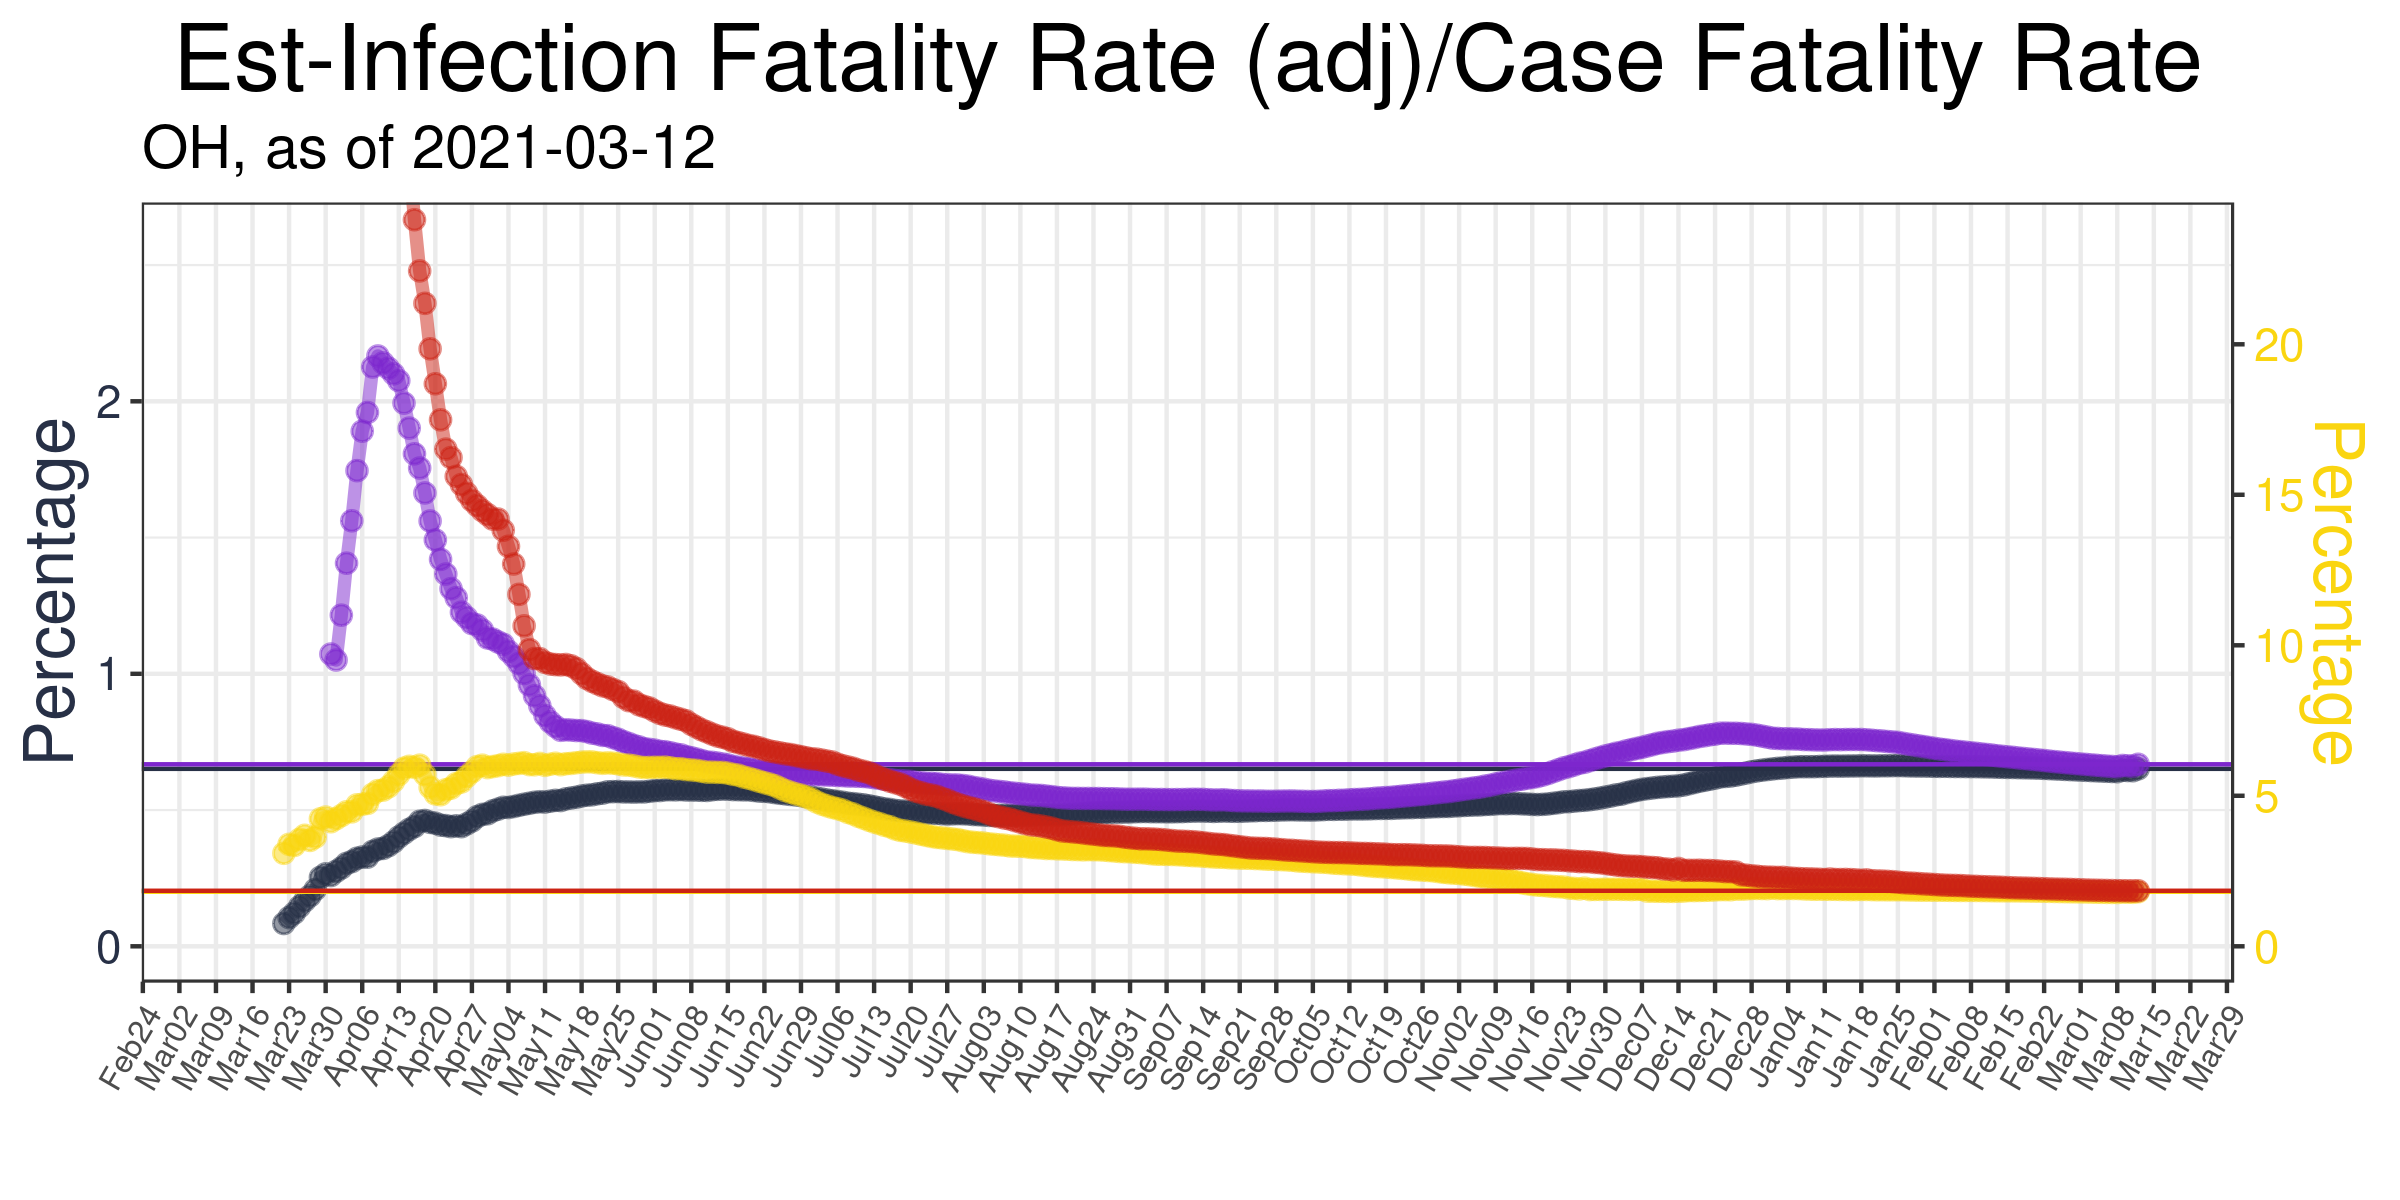 Est-Infection Fatality Rate (adj)/Case Fatality Rate
OH, as of 2021-03-12
Percentage
2
1
0
20
15
10
5
0
Percentage
Feb24
Mar02
Mar09
Mar16
Mar23
Mar30
Apr06
Apr13
Apr20
Apr27
May04
May11
May18
May25
Jun01
Jun08
Jun15
Jun22
Jun29
Jul06
Jul13
Jul20
Jul27
Aug03
Aug10
Aug17
Aug24
Aug31
Sep07
Sep14
Sep21
Sep28
Oct05
Oct12
Oct19
Oct26
Nov02
Nov09
Nov16
Nov23
Nov30
Dec07
Dec14
Dec21
Dec28
Jan04
Jan11
Jan18
Jan25
Feb01
Feb08
Feb15
Feb22
Mar01
Mar08
Mar15
Mar22
Mar29